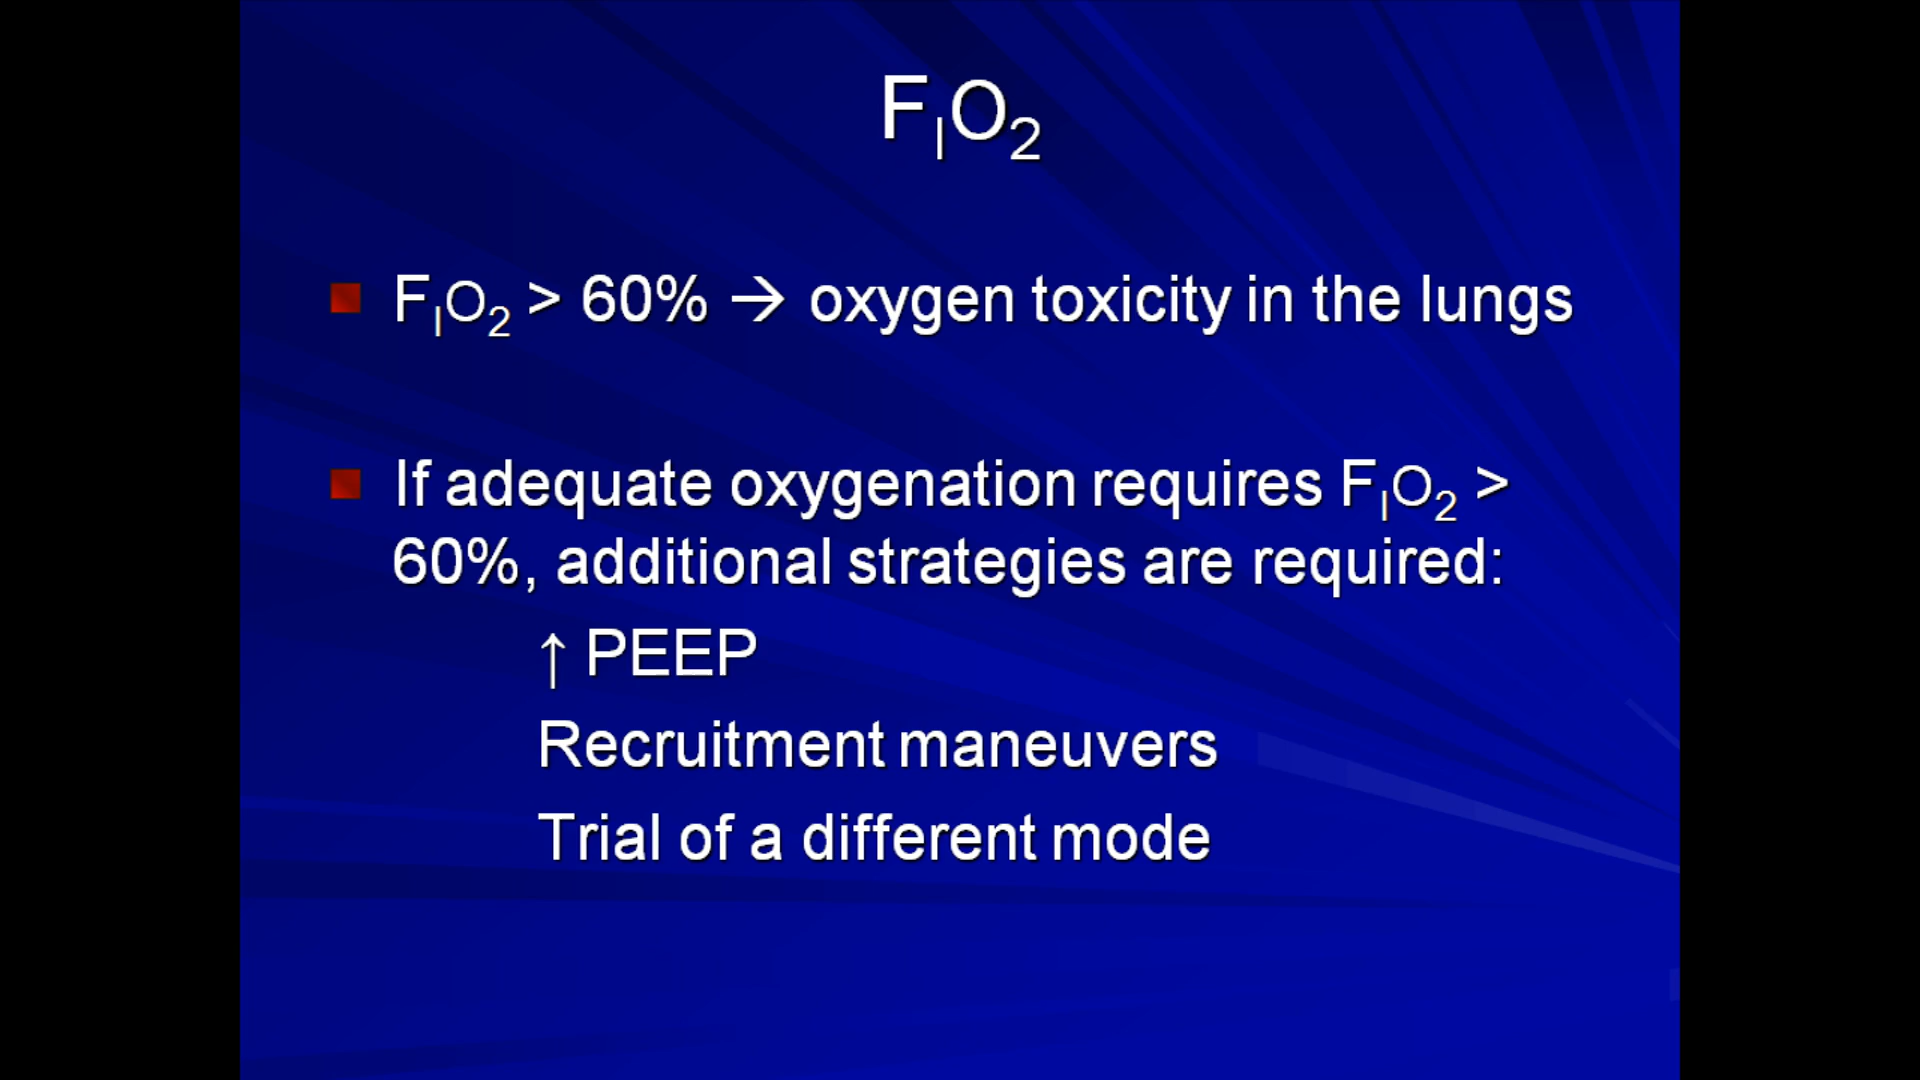 FIO2
FIO2 > 60% → oxygen toxicity in the lungs
If adequate oxygenation requires FIO2 >
60%, additional strategies are required:
↑ PEEP
Recruitment maneuvers
Trial of a different mode